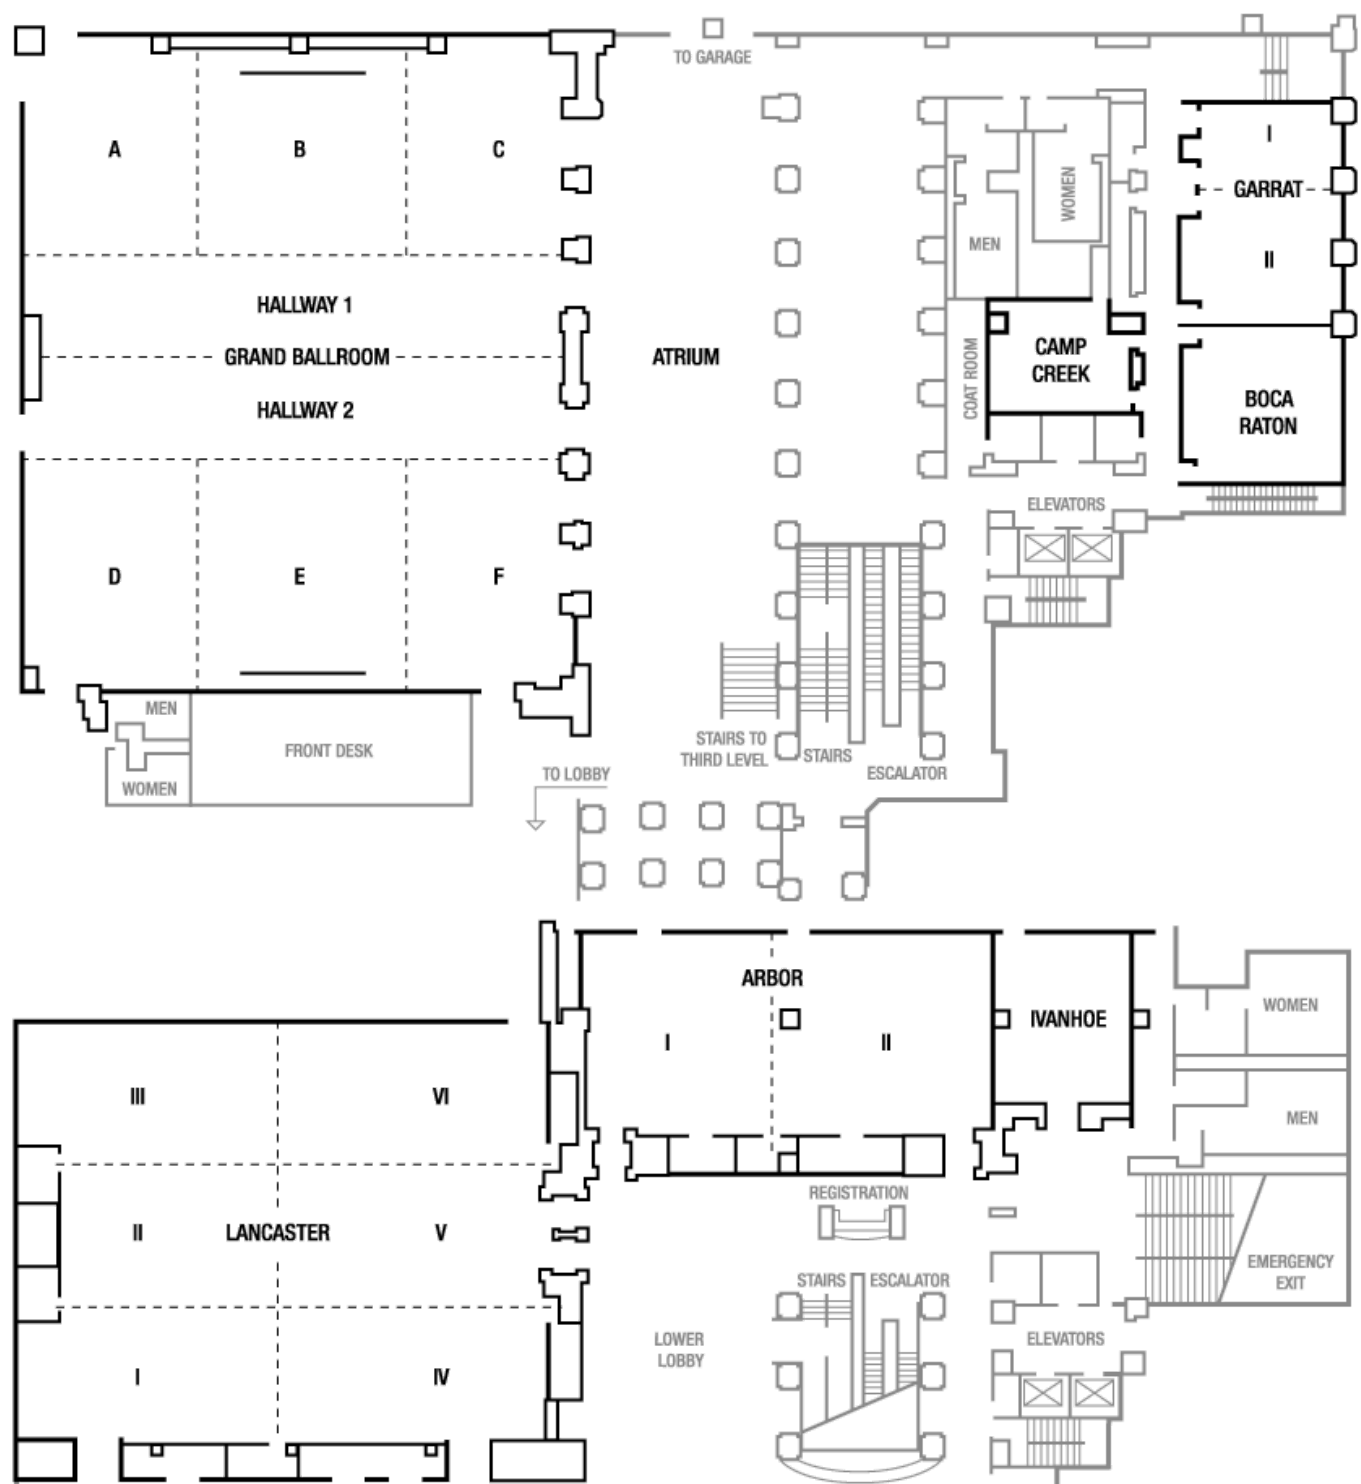 TO GARAGE
A
B
C
I
GARRAT
II
WOMEN
MEN
HALLWAY 1
GRAND BALLROOM
HALLWAY 2
ATRIUM
COAT ROOM
CAMP
CREEK
BOCA
RATON
ELEVATORS
D
E
F
MEN
WOMEN
FRONT DESK
STAIRS TO
THIRD LEVEL
STAIRS
ESCALATOR
TO LOBBY
ARBOR
I
II
IVANHOE
WOMEN
MEN
III
VI
II
LANCASTER
V
I
IV
REGISTRATION
STAIRS
ESCALATOR
EMERGENCY
EXIT
LOWER
LOBBY
ELEVATORS